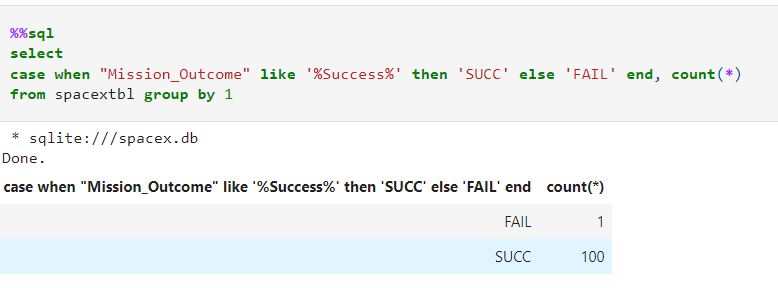 %%sql
select
case when "Mission_Outcome" like '%Success%' then 'SUCC' else 'FAIL' end, count(*)
from spacextbl group by 1
* sqlite:///spacex.db
Done.
case when "Mission_Outcome" like '%Success%' then 'SUCC' else 'FAIL' end count(*)
FAIL 1
SUCC 100